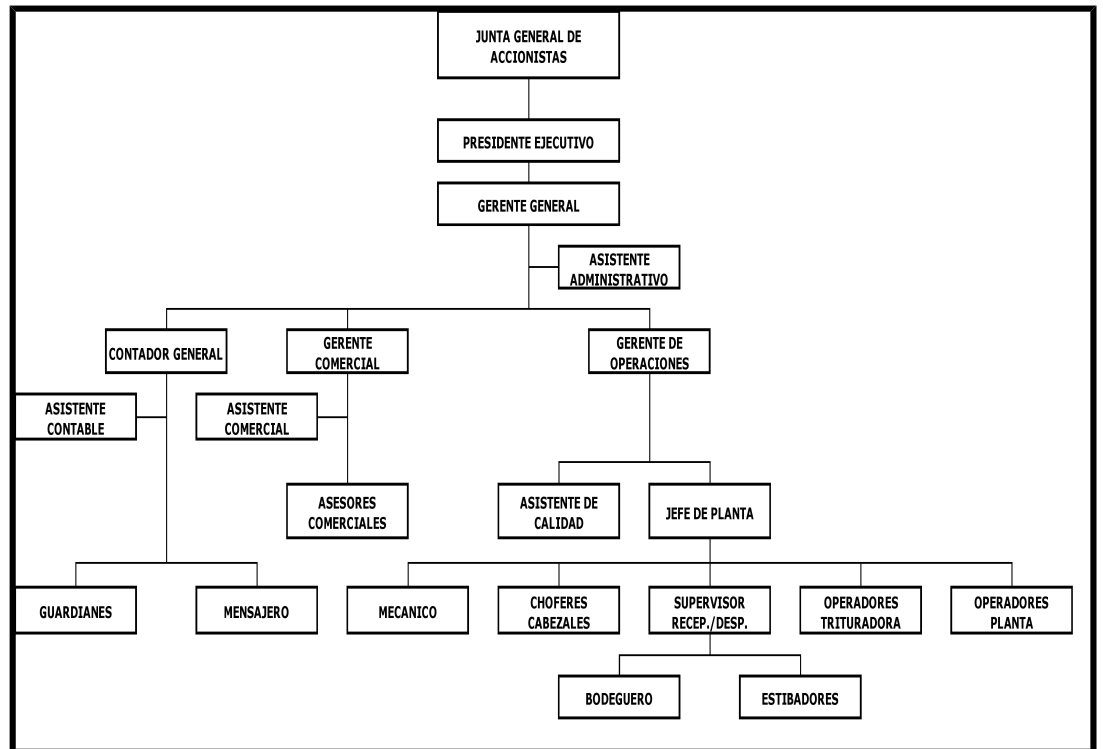 JUNTA GENERAL DE
ACCIONISTAS
PRESIDENTE EJECUTIVO
GERENTE GENERAL
ASISTENTE
ADMINISTRATIVO
CONTADOR GENERAL
GERENTE
COMERCIAL
GERENTE DE
OPERACIONES
ASISTENTE
CONTABLE
ASISTENTE
COMERCIAL
ASESORES
COMERCIALES
ASISTENTE DE
CALIDAD
JEFE DE PLANTA
GUARDIANES
MENSAJERO
MECANICO
CHOFERES
CABEZALES
SUPERVISOR
RECEP./DESP.
OPERADORES
TRITURADORA
OPERADORES
PLANTA
BODEGUERO
ESTIBADORES